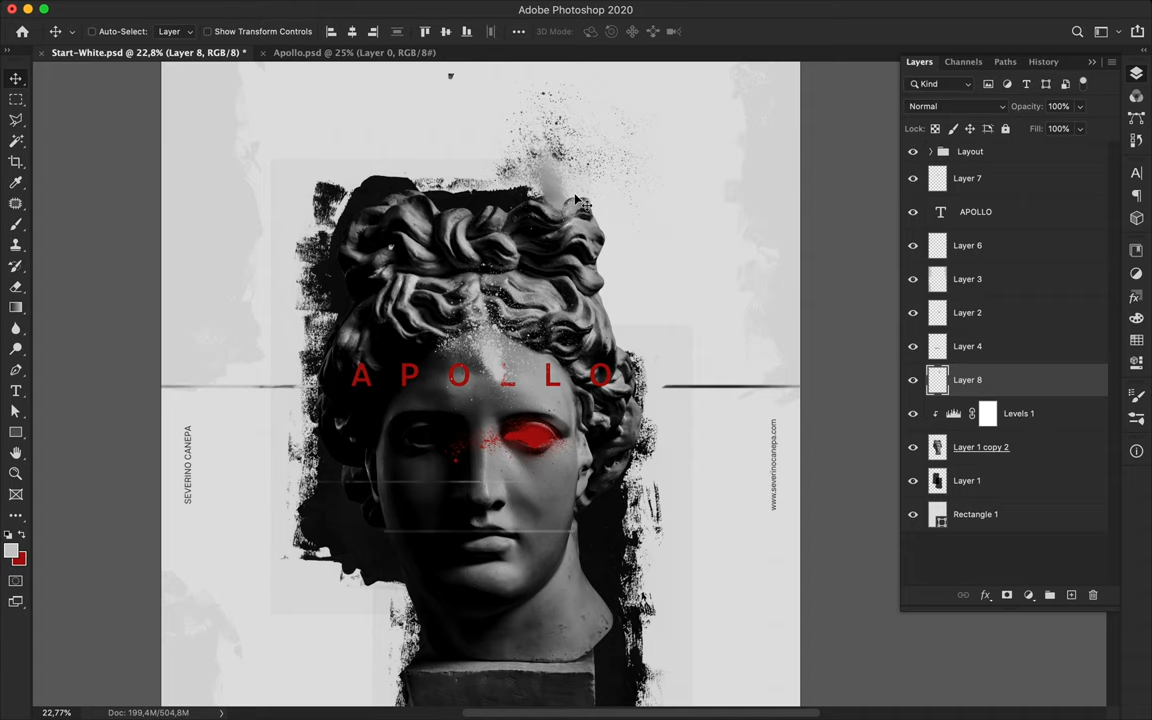 Adobe Photoshop 2020
Auto-Select:
Layer
Show Transform Controls
3D Mode:
Start-White.psd @ 22,8% (Layer 8, RGB/8) *
Apollo.psd @ 25% (Layer 0, RGB/8#)
Layers
Channels
Paths
History
Kind
Normal
Opacity: 100%
Lock:
Fill: 100%
Layout
Layer 7
APOLLO
Layer 6
Layer 3
Layer 2
Layer 4
Layer 8
Levels 1
Layer 1 copy 2
Layer 1
Rectangle 1
APOLLO
SEVERINO CANEPA
www.severinocanepa.com
22,77%
Doc: 199,4M/504,8M